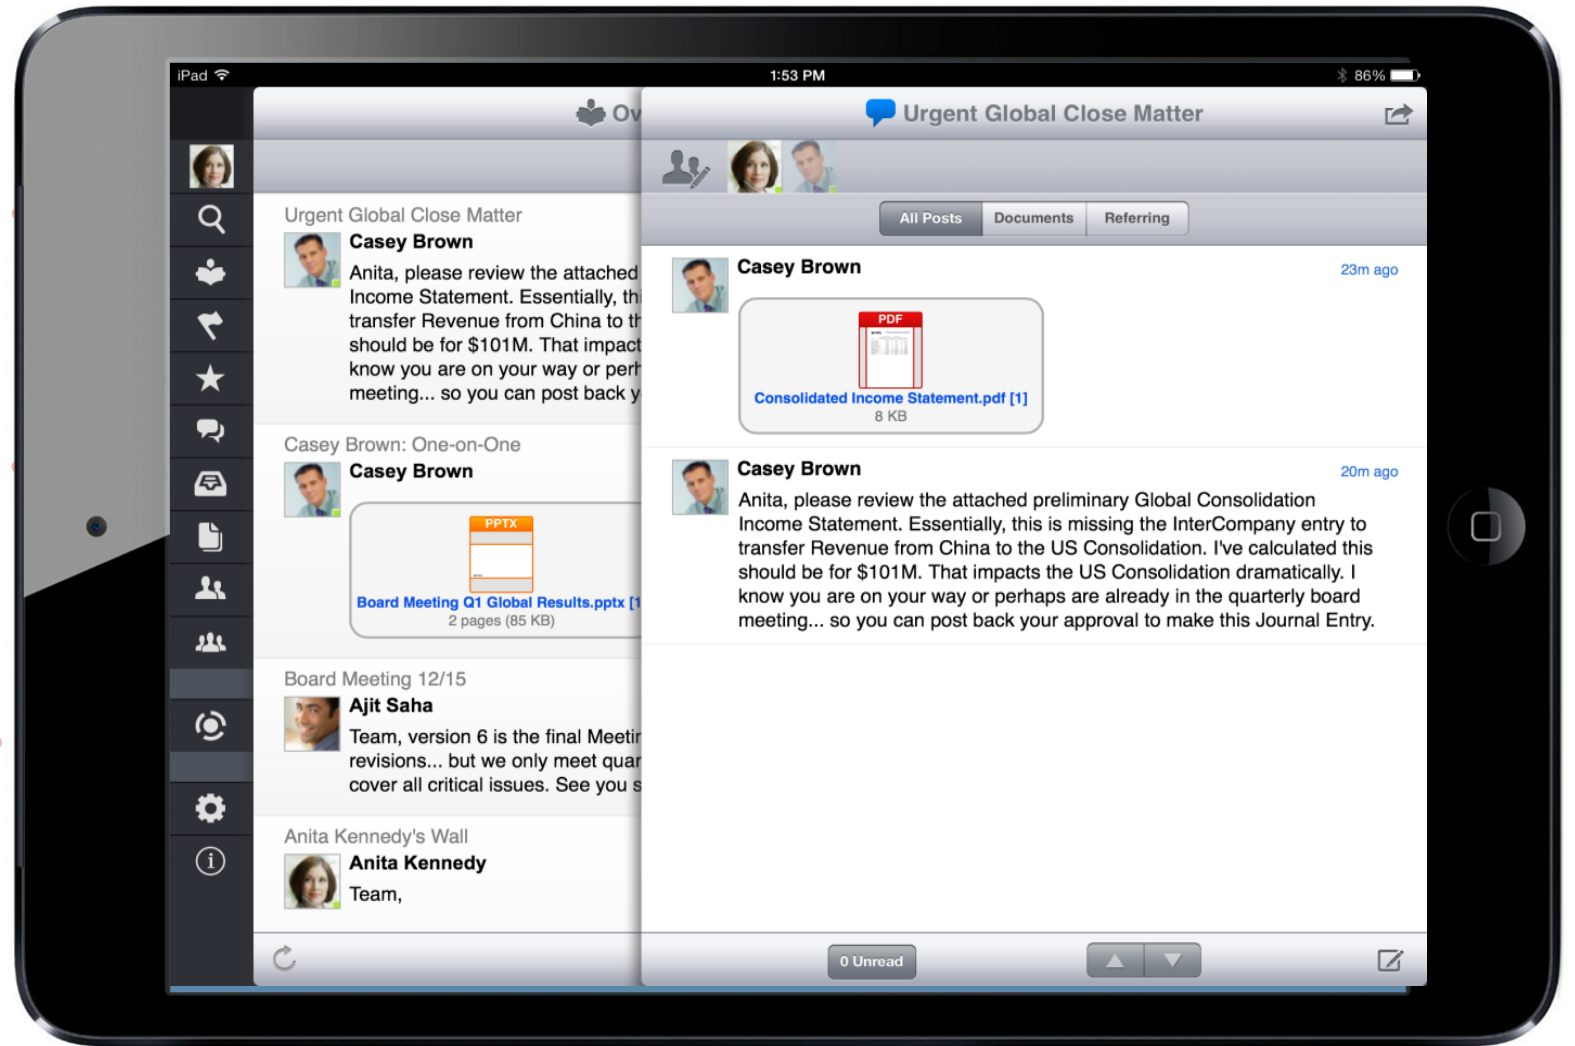 iPad
1:53 PM
86%
Ov
Urgent Global Close Matter
Casey Brown
Anita, please review the attached
Income Statement. Essentially, thi
transfer Revenue from China to th
should be for $101M. That impact
know you are on your way or perh
meeting... so you can post back y
Casey Brown: One-on-One
Casey Brown
PPTX
Board Meeting Q1 Global Results.pptx [1
2 pages (85 KB)
Board Meeting 12/15
Ajit Saha
Team, version 6 is the final Meetin
revisions... but we only meet quar
cover all critical issues. See you s
Anita Kennedy's Wall
Anita Kennedy
Team,
Urgent Global Close Matter
All Posts Documents Referring
Casey Brown
23m ago
PDF
Consolidated Income Statement.pdf [1]
8 KB
Casey Brown
20m ago
Anita, please review the attached preliminary Global Consolidation
Income Statement. Essentially, this is missing the InterCompany entry to
transfer Revenue from China to the US Consolidation. I've calculated this
should be for $101M. That impacts the US Consolidation dramatically. I
know you are on your way or perhaps are already in the quarterly board
meeting... so you can post back your approval to make this Journal Entry.
0 Unread